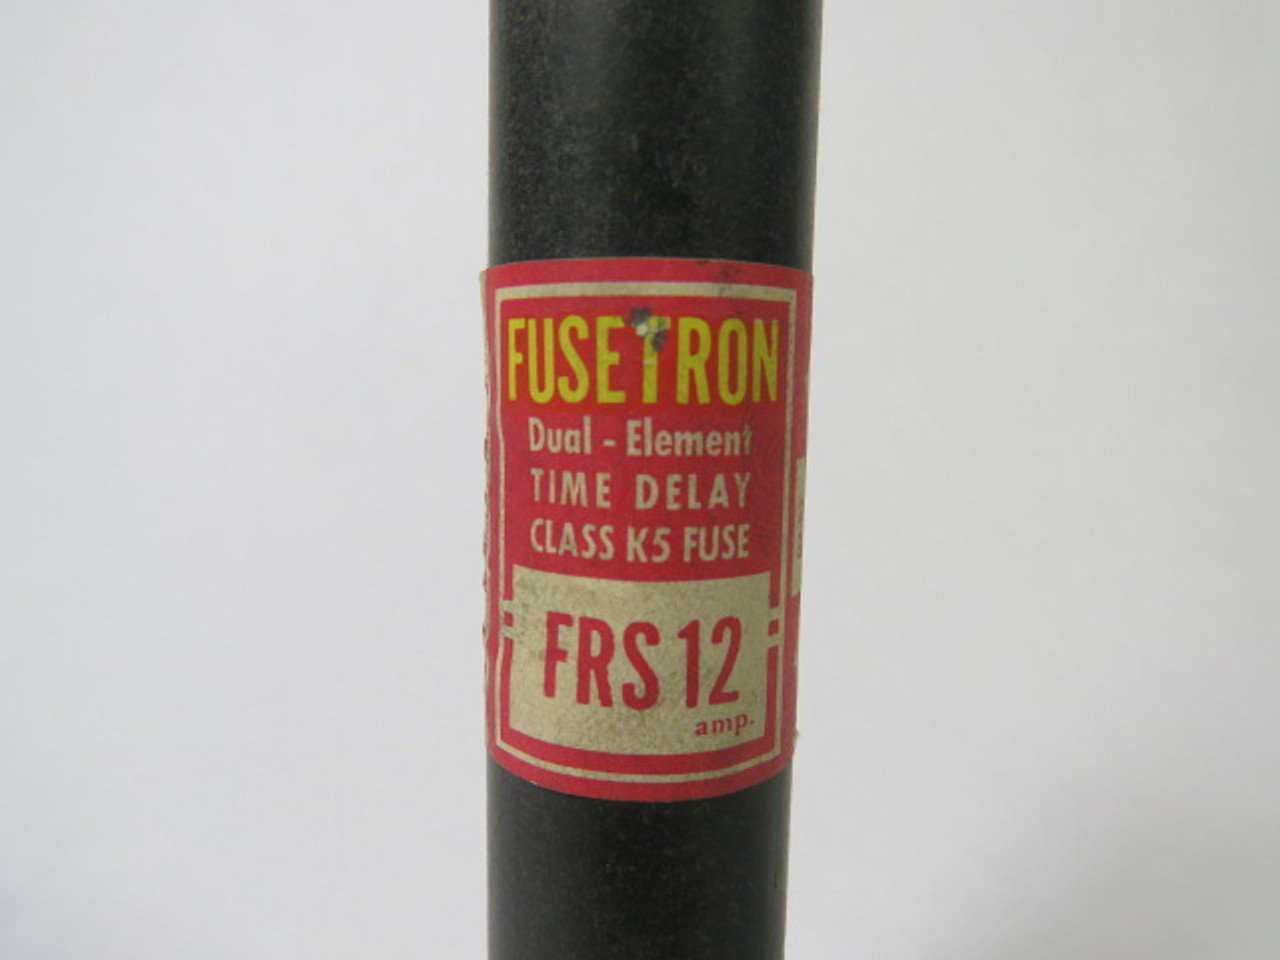 FUSETRON
Dual - Element
TIME DELAY
CLASS K5 FUSE
FRS 12
amp.